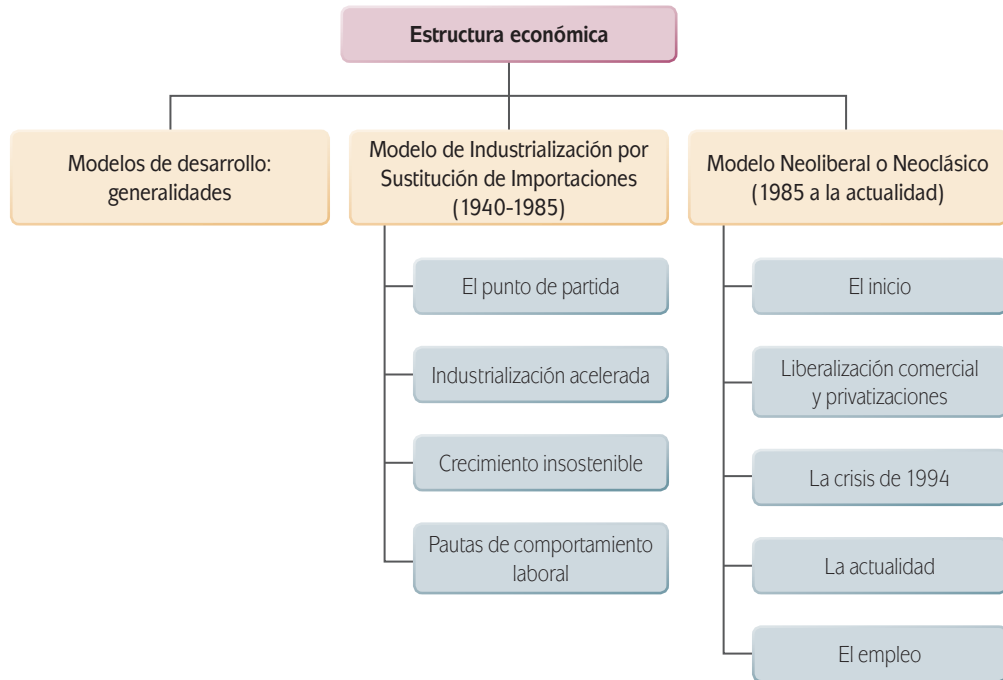 Estructura económica
Modelos de desarrollo:
generalidades
Modelo de Industrialización por
Sustitución de Importaciones
(1940-1985)
El punto de partida
Industrialización acelerada
Crecimiento insostenible
Pautas de comportamiento
laboral
Modelo Neoliberal o Neoclásico
(1985 a la actualidad)
El inicio
Liberalización comercial
y privatizaciones
La crisis de 1994
La actualidad
El empleo